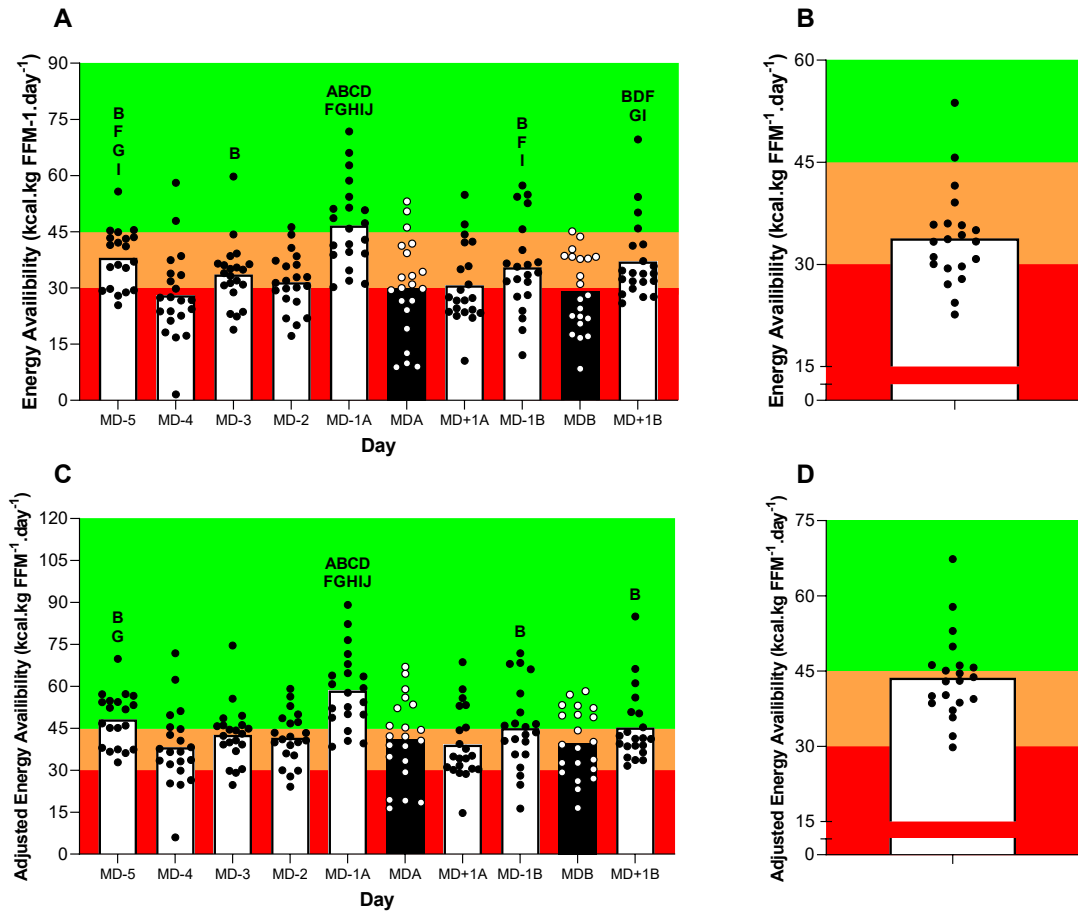 A
Energy Availibility (kcal.kg FFM-1.day⁻¹)
90
75
60
45
30
15
0
B
F
G
I
B
ABCD
FGHIJ
B
F
I
BDF
GI
MD-5 MD-4 MD-3 MD-2 MD-1A MDA MD+1A MD-1B MDB MD+1B
Day
B
Energy Availibility (kcal.kg FFM⁻¹.day⁻¹)
60
45
30
15
0
C
Adjusted Energy Availibility (kcal.kg FFM⁻¹.day⁻¹)
120
105
90
75
60
45
30
15
0
B
G
ABCD
FGHIJ
B
B
MD-5 MD-4 MD-3 MD-2 MD-1A MDA MD+1A MD-1B MDB MD+1B
Day
D
Adjusted Energy Availibility (kcal.kg FFM⁻¹.day⁻¹)
75
60
45
30
15
0